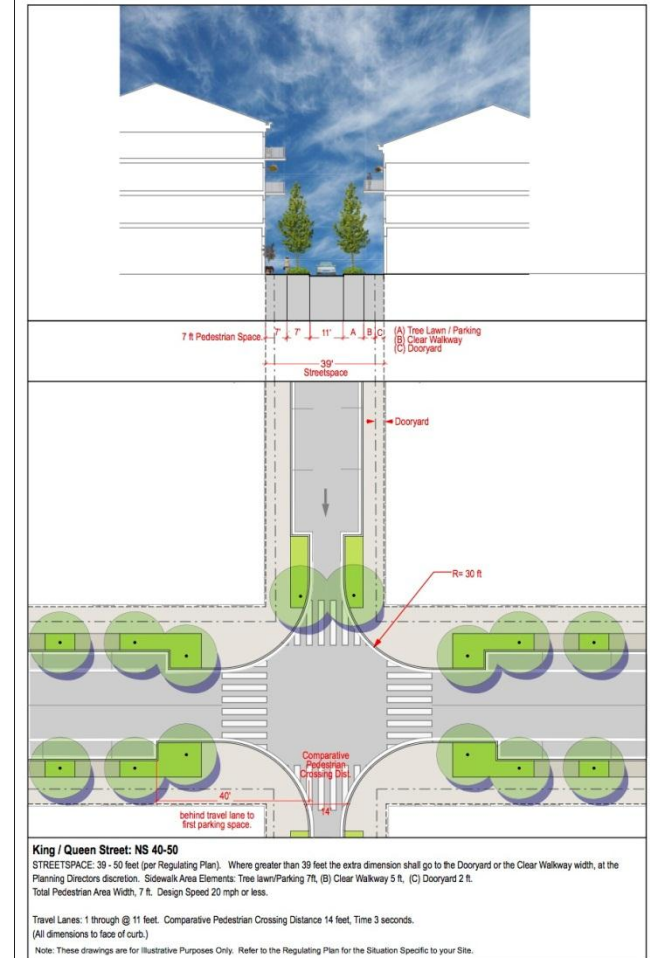 7 ft Pedestrian Space
7' 7' 11' A B C
(A) Tree Lawn / Parking
(B) Clear Walkway
(C) Dooryard
39'
Streetspace
Dooryard
R= 30 ft
Comparative
Pedestrian
Crossing Dist.
40'
14'
behind travel lane to
first parking space.
King / Queen Street: NS 40-50
STREETSPACE: 39 - 50 feet (per Regulating Plan). Where greater than 39 feet the extra dimension shall go to the Dooryard or the Clear Walkway width, at the
Planning Directors discretion. Sidewalk Area Elements: Tree lawn/Parking 7ft, (B) Clear Walkway 5 ft, (C) Dooryard 2 ft.
Total Pedestrian Area Width, 7 ft. Design Speed 20 mph or less.
Travel Lanes: 1 through @ 11 feet. Comparative Pedestrian Crossing Distance 14 feet, Time 3 seconds.
(All dimensions to face of curb.)
Note: These drawings are for Illustrative Purposes Only. Refer to the Regulating Plan for the Situation Specific to your Site.